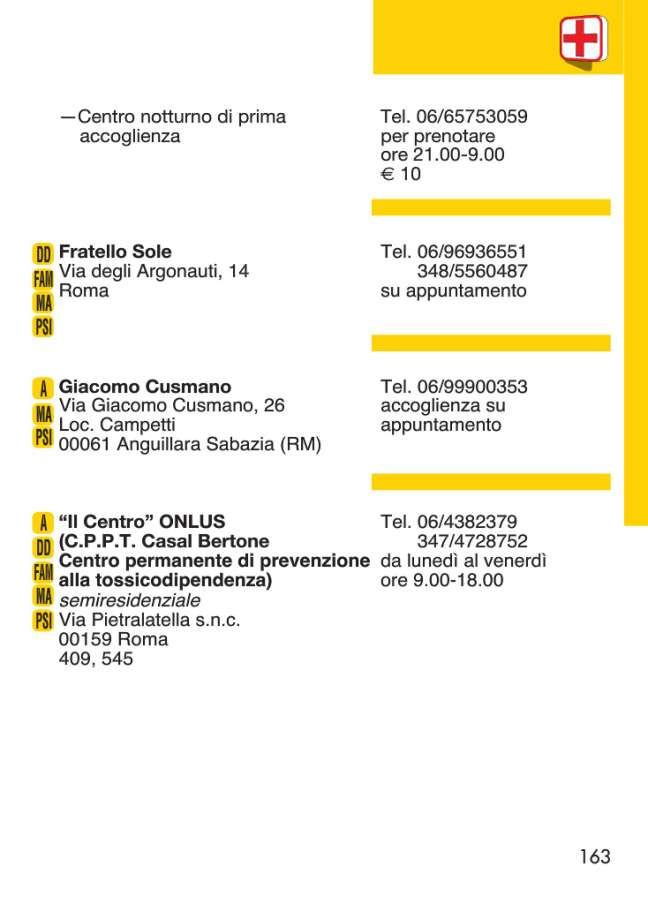 —Centro notturno di prima
accoglienza
Tel. 06/65753059
per prenotare
ore 21.00-9.00
€ 10
DD
FAM
MA
PSI
Fratello Sole
Via degli Argonauti, 14
Roma
Tel. 06/96936551
348/5560487
su appuntamento
A
MA
PSI
Giacomo Cusmano
Via Giacomo Cusmano, 26
Loc. Campetti
00061 Anguillara Sabazia (RM)
Tel. 06/99900353
accoglienza su
appuntamento
A
DD
FAM
MA
PSI
“Il Centro” ONLUS
(C.P.P.T. Casal Bertone
Centro permanente di prevenzione
alla tossicodipendenza)
semiresidenziale
Via Pietralatella s.n.c.
00159 Roma
409, 545
Tel. 06/4382379
347/4728752
da lunedì al venerdì
ore 9.00-18.00
163